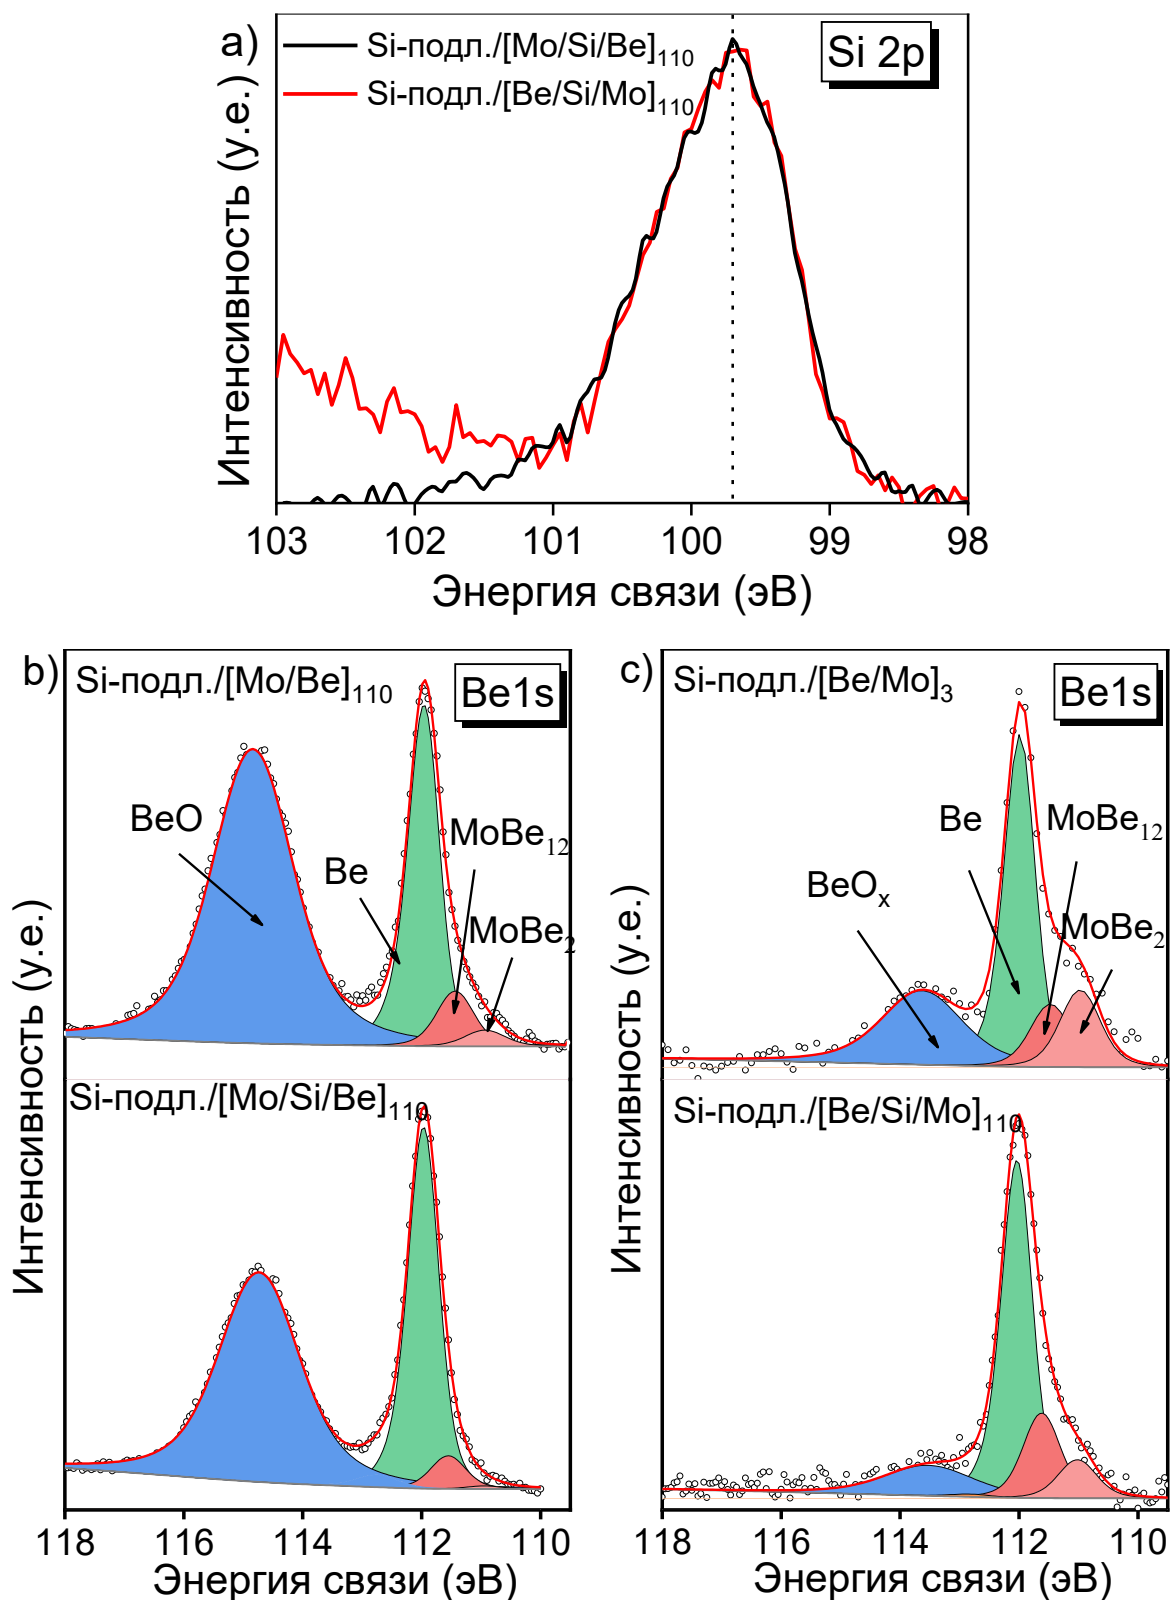 a)
Si-подл./[Mo/Si/Be]110
Si-подл./[Be/Si/Mo]110
Si 2p
Интенсивность (у.е.)
103 102 101 100 99 98
Энергия связи (эВ)
b)
Si-подл./[Mo/Be]110
Be1s
BeO
Be
MoBe12
MoBe2
Si-подл./[Mo/Si/Be]110
Интенсивность (у.е.)
118 116 114 112 110
Энергия связи (эВ)
c)
Si-подл./[Be/Mo]3
Be1s
BeOx
Be
MoBe12
MoBe2
Si-подл./[Be/Si/Mo]110
Интенсивность (у.е.)
118 116 114 112 110
Энергия связи (эВ)